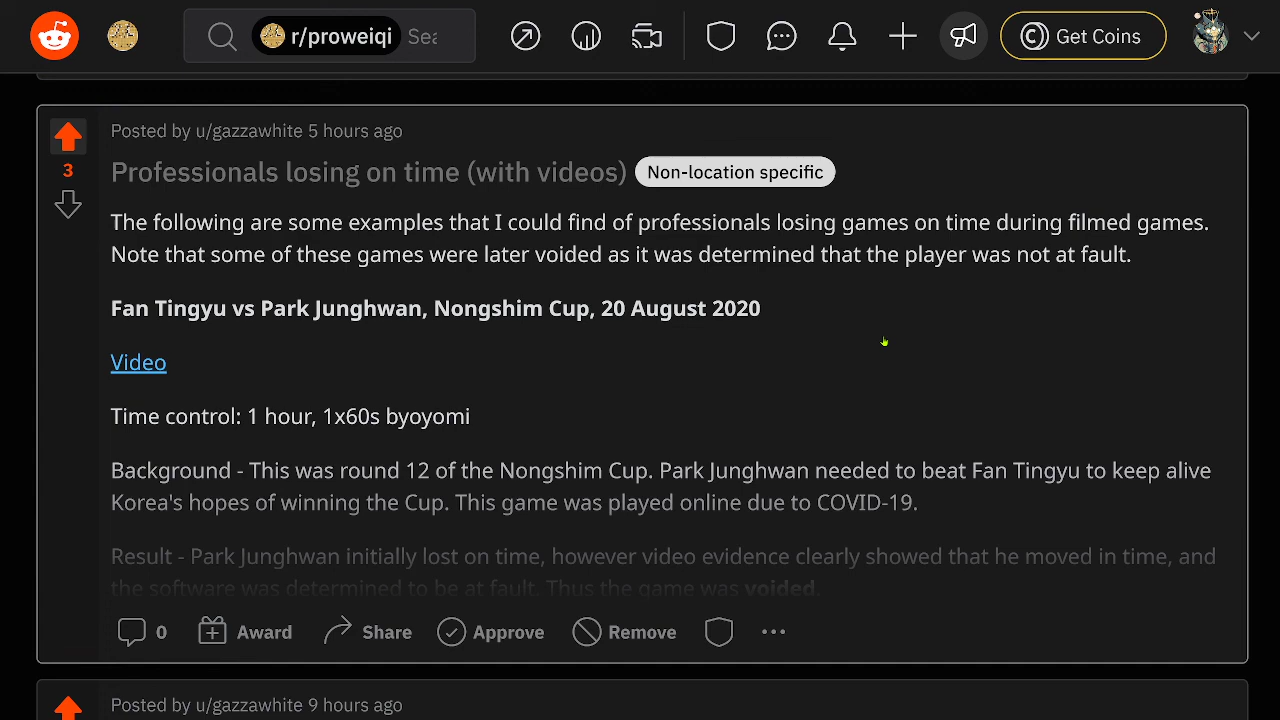 r/proweiqi Sea
Get Coins
Posted by u/gazzawhite 5 hours ago
Professionals losing on time (with videos) Non-location specific
3
The following are some examples that I could find of professionals losing games on time during filmed games.
Note that some of these games were later voided as it was determined that the player was not at fault.
Fan Tingyu vs Park Junghwan, Nongshim Cup, 20 August 2020
Video
Time control: 1 hour, 1x60s byoyomi
Background - This was round 12 of the Nongshim Cup. Park Junghwan needed to beat Fan Tingyu to keep alive
Korea's hopes of winning the Cup. This game was played online due to COVID-19.
Result - Park Junghwan initially lost on time, however video evidence clearly showed that he moved in time, and
the software was determined to be at fault. Thus the game was voided.
0 Award Share Approve Remove
Posted by u/gazzawhite 9 hours ago